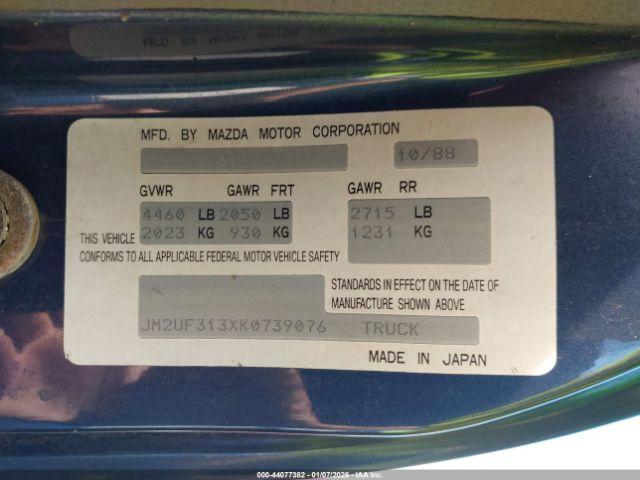 MFD. BY MAZDA MOTOR CORPORATION
10/88
GVWR GAWR FRT GAWR RR
4460 LB 2050 LB 2715 LB
THIS VEHICLE 2023 KG 930 KG 1231 KG
CONFORMS TO ALL APPLICABLE FEDERAL MOTOR VEHICLE SAFETY
STANDARDS IN EFFECT ON THE DATE OF
MANUFACTURE SHOWN ABOVE
JM2UF313XK0739076 TRUCK
MADE IN JAPAN
000-44077382 - 01/07/2026 - COPART